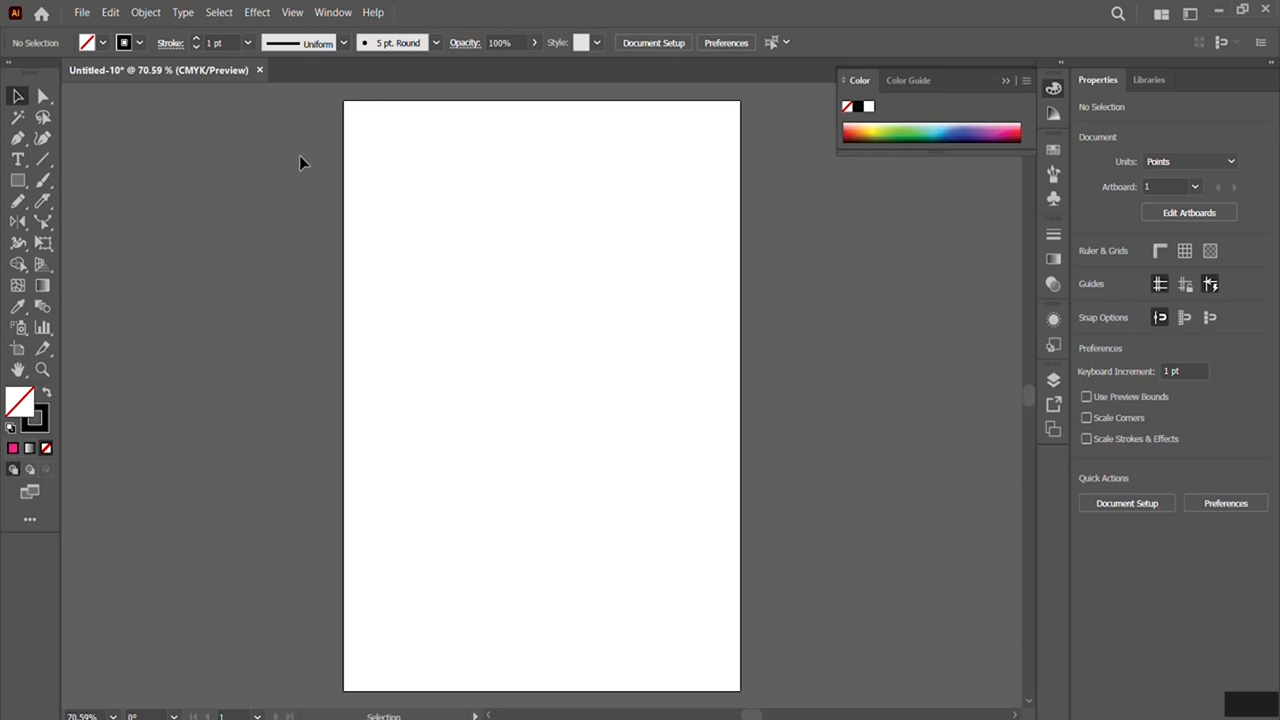 Ai File Edit Object Type Select Effect View Window Help
No Selection Stroke: 1 pt Uniform 5 pt. Round Opacity: 100% Style: Document Setup Preferences
Untitled-10* @ 70.59 % (CMYK/Preview) ×
Color Color Guide
Properties Libraries
No Selection
Document
Units: Points
Artboard: 1
Edit Artboards
Ruler & Grids
Guides
Snap Options
Preferences
Keyboard Increment: 1 pt
Use Preview Bounds
Scale Corners
Scale Strokes & Effects
Quick Actions
Document Setup Preferences
70.59% 0° 1 Selection